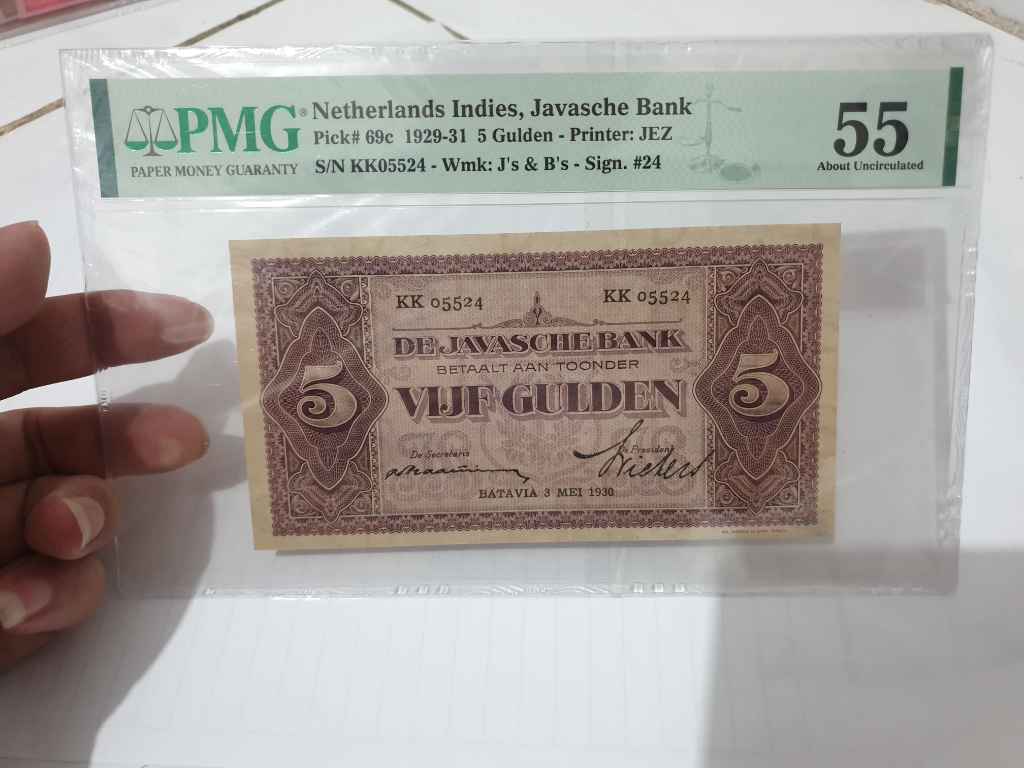 PMG®
PAPER MONEY GUARANTY
Netherlands Indies, Javasche Bank
Pick# 69c 1929-31 5 Gulden - Printer: JEZ
S/N KK05524 - Wmk: J's & B's - Sign. #24
55
About Uncirculated
KK 05524 KK 05524
DE JAVASCHE BANK
BETAALT AAN TOONDER
5 VIJF GULDEN 5
De Secretaris De President
BATAVIA 3 MEI 1930